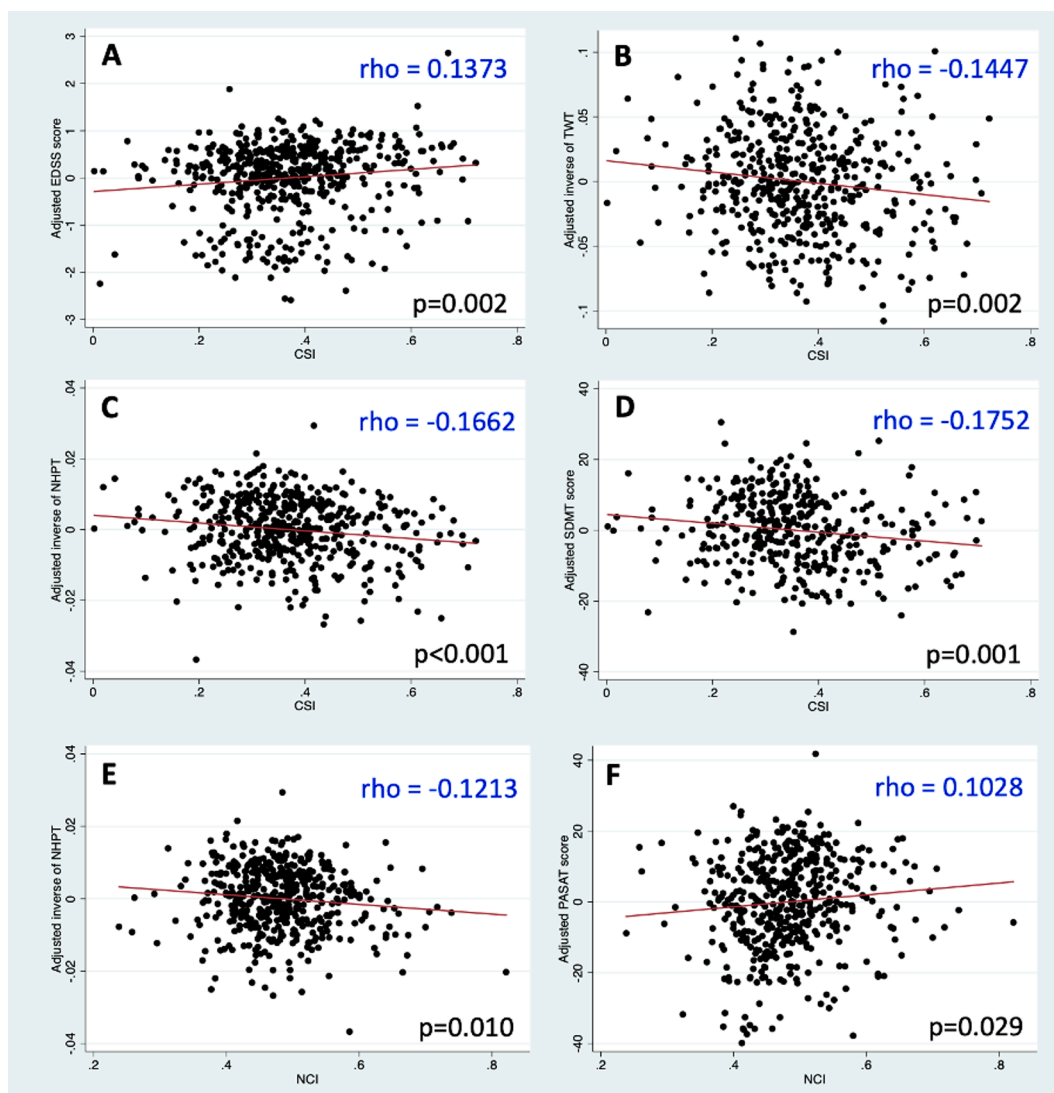 A
rho = 0.1373
p=0.002
Adjusted EDSS score
3
2
1
0
-1
-2
-3
0 .2 .4 .6 .8
CSI
B
rho = -0.1447
p=0.002
Adjusted inverse of TWT
.1
.05
0
-.05
-.1
0 .2 .4 .6 .8
CSI
C
rho = -0.1662
p<0.001
Adjusted inverse of NHPT
.04
.02
0
-.02
-.04
0 .2 .4 .6 .8
CSI
D
rho = -0.1752
p=0.001
Adjusted SDMT score
40
20
0
-20
-40
0 .2 .4 .6 .8
CSI
E
rho = -0.1213
p=0.010
Adjusted inverse of NHPT
.04
.02
0
-.02
-.04
.2 .4 .6 .8
NCI
F
rho = 0.1028
p=0.029
Adjusted PASAT score
40
20
0
-20
-40
.2 .4 .6 .8
NCI